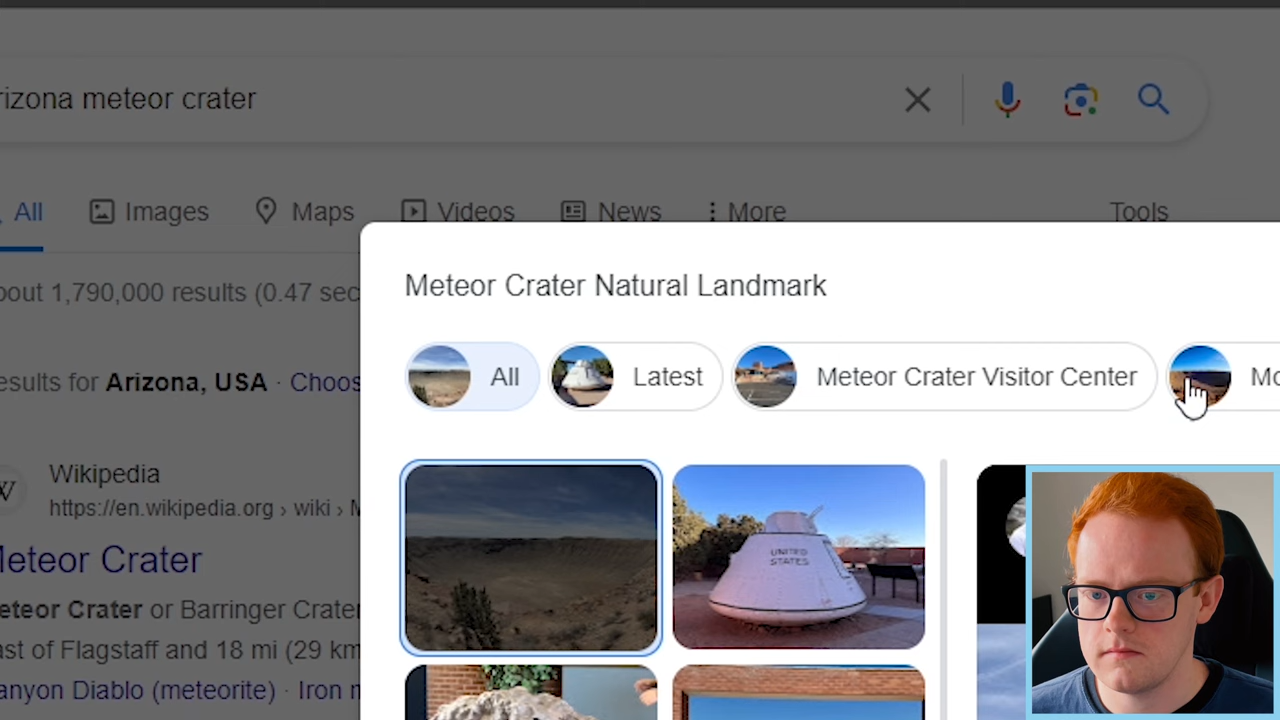 rizona meteor crater
All Images Maps Videos News More Tools
out 1,790,000 results (0.47 sec
Meteor Crater Natural Landmark
All Latest Meteor Crater Visitor Center Mo
esults for Arizona, USA · Choos
Wikipedia
https://en.wikipedia.org › wiki › M
UNITED
STATES
eteor Crater
eteor Crater or Barringer Crater
ast of Flagstaff and 18 mi (29 km
anyon Diablo (meteorite) · Iron m